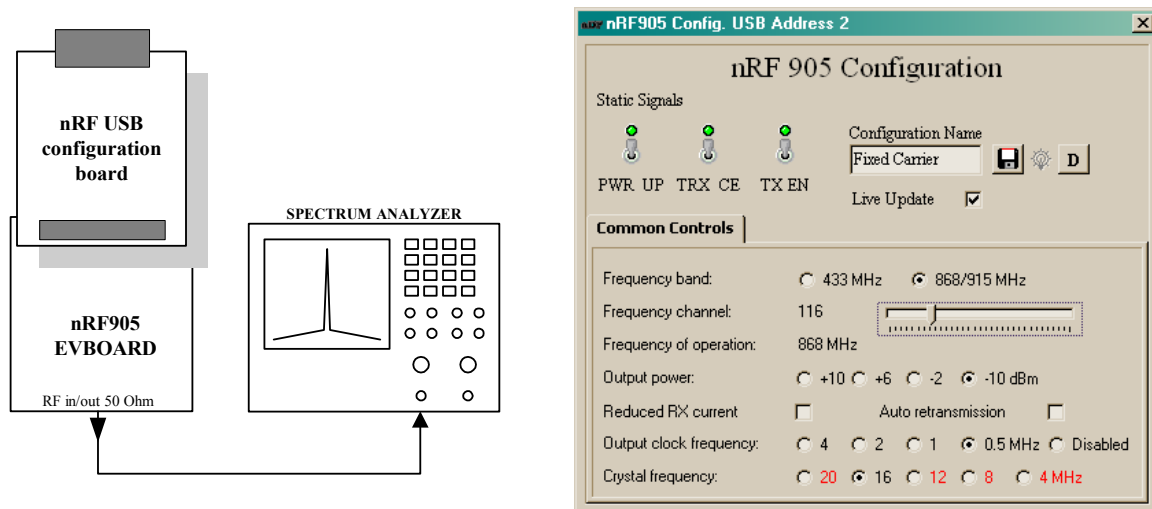 nRF USB
configuration
board
nRF905
EVBOARD
RF in/out 50 Ohm
SPECTRUM ANALYZER
nRF905 Config. USB Address 2
nRF 905 Configuration
Static Signals
PWR UP TRX CE TX EN
Configuration Name
Fixed Carrier D
Live Update
Common Controls
Frequency band: 433 MHz 868/915 MHz
Frequency channel: 116
Frequency of operation: 868 MHz
Output power: +10 +6 -2 -10 dBm
Reduced RX current Auto retransmission
Output clock frequency: 4 2 1 0.5 MHz Disabled
Crystal frequency: 20 16 12 8 4 MHz